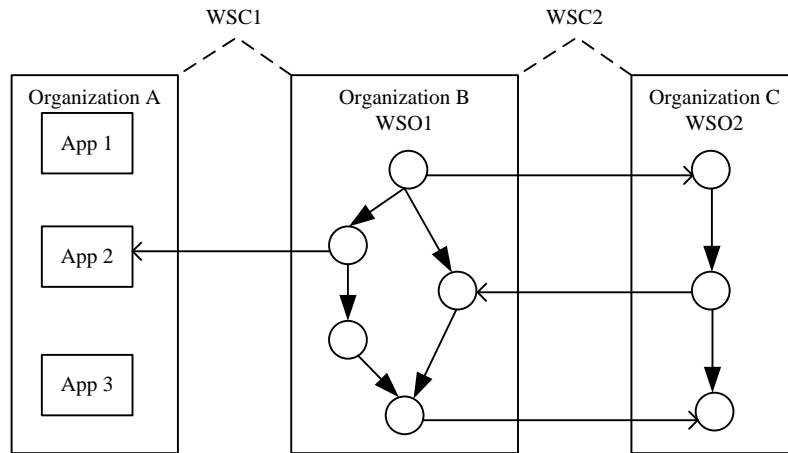 WSC1
WSC2
Organization A
Organization B
WSO1
Organization C
WSO2
App 1
App 2
App 3